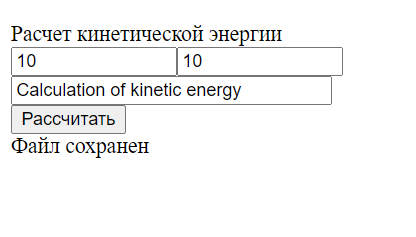 Расчет кинетической энергии
10 10
Calculation of kinetic energy
Рассчитать
Файл сохранен